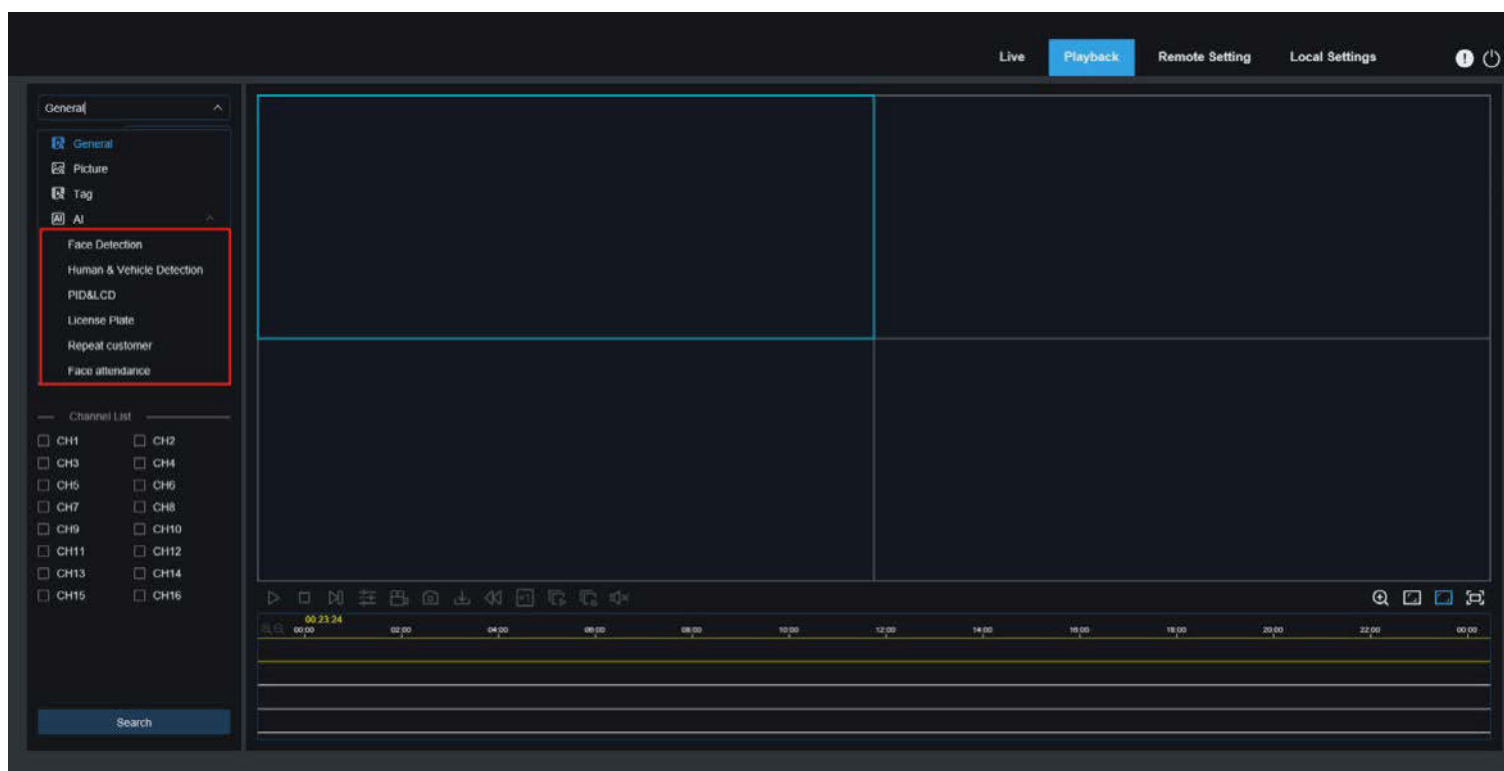 Live Playback Remote Setting Local Settings
General
General
Picture
Tag
AI AI
Face Detection
Human & Vehicle Detection
PID&LCD
License Plate
Repeat customer
Face attendance
Channel List
CH1 CH2
CH3 CH4
CH5 CH6
CH7 CH8
CH9 CH10
CH11 CH12
CH13 CH14
CH15 CH16
Search
00:23:24
00:00 02:00 04:00 06:00 08:00 10:00 12:00 14:00 16:00 18:00 20:00 22:00 00:00